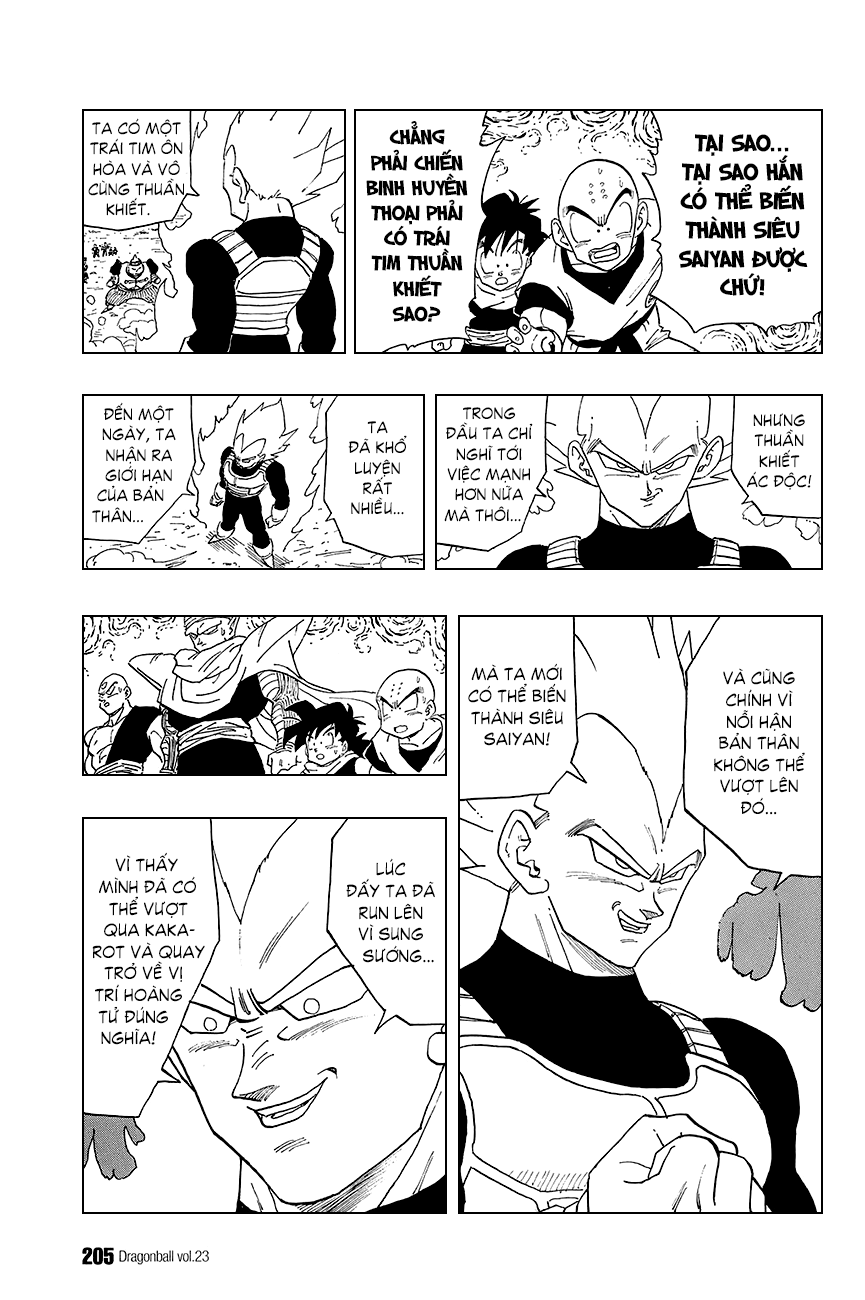 TẠI SAO...
TẠI SAO HẮN
CÓ THỂ BIẾN
THÀNH SIÊU
SAIYAN ĐƯỢC
CHỨ!
CHẲNG
PHẢI CHIẾN
BINH HUYỀN
THOẠI PHẢI
CÓ TRÁI
TIM THUẦN
KHIẾT
SAO?
TA CÓ MỘT
TRÁI TIM ÔN
HÒA VÀ VÔ
CÙNG THUẦN
KHIẾT.
NHƯNG
THUẦN
KHIẾT
ÁC ĐỘC!
TRONG
ĐẦU TA CHỈ
NGHĨ TỚI
VIỆC MẠNH
HƠN NỮA
MÀ THÔI...
TA
ĐÃ KHỔ
LUYỆN
RẤT
NHIỀU...
ĐẾN MỘT
NGÀY, TA
NHẬN RA
GIỚI HẠN
CỦA BẢN
THÂN...
VÀ CŨNG
CHÍNH VÌ
NỖI HẬN
BẢN THÂN
KHÔNG THỂ
VƯỢT LÊN
ĐÓ...
MÀ TA MỚI
CÓ THỂ BIẾN
THÀNH SIÊU
SAIYAN!
LÚC
ĐẤY TA ĐÃ
RUN LÊN
VÌ SUNG
SƯỚNG...
VÌ THẤY
MÌNH ĐÃ CÓ
THỂ VƯỢT
QUA KAKA-
ROT VÀ QUAY
TRỞ VỀ VỊ
TRÍ HOÀNG
TỬ ĐÚNG
NGHĨA!
205 Dragonball vol.23